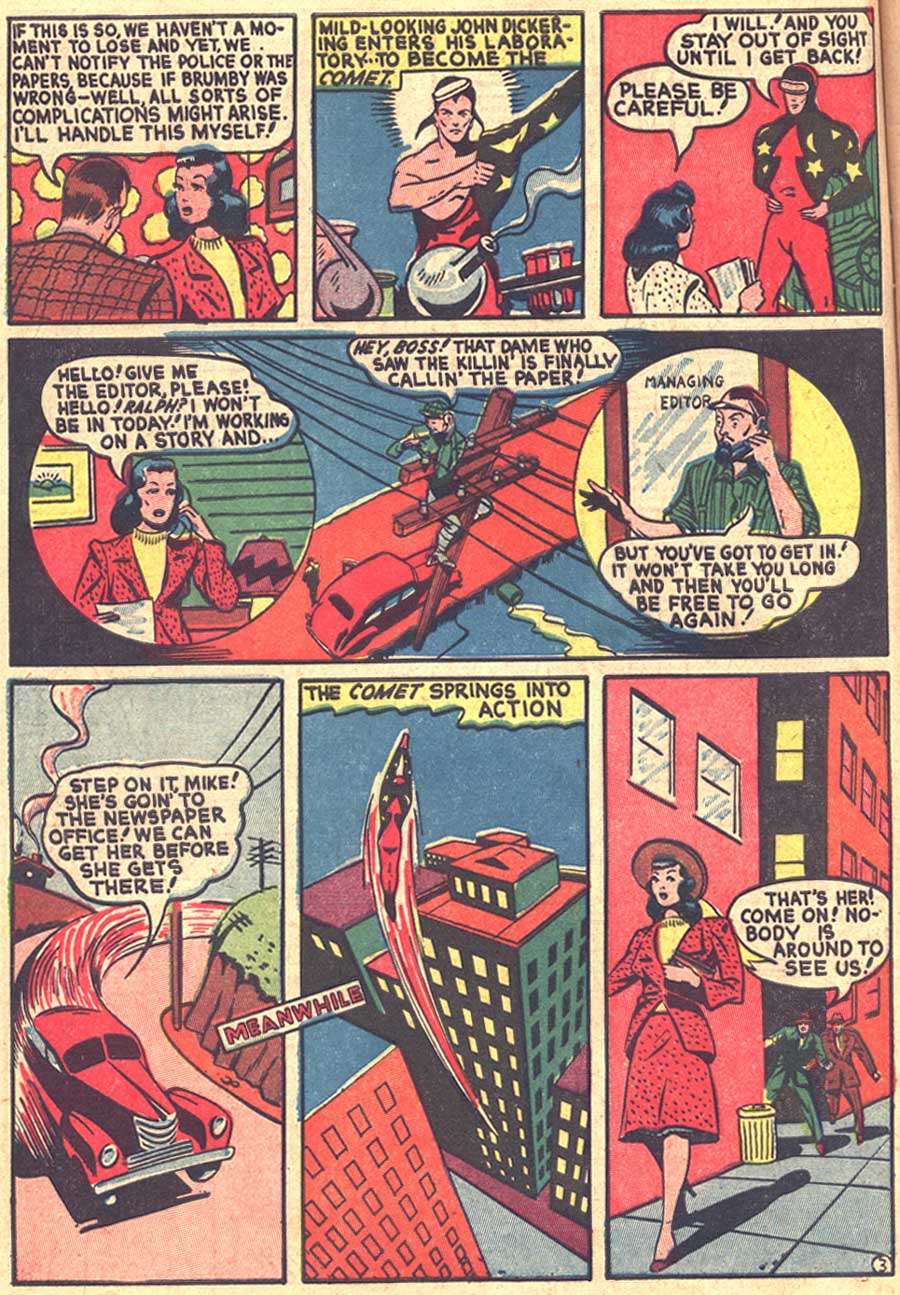 IF THIS IS SO, WE HAVEN'T A MO-
MENT TO LOSE AND YET, WE
CAN'T NOTIFY THE POLICE OR THE
PAPERS, BECAUSE IF BRUMBY WAS
WRONG—WELL, ALL SORTS OF
COMPLICATIONS MIGHT ARISE.
I'LL HANDLE THIS MYSELF!
MILD-LOOKING JOHN DICKER-
ING ENTERS HIS LABORA-
TORY...TO BECOME THE
COMET.
I WILL! AND YOU
STAY OUT OF SIGHT
UNTIL I GET BACK!
PLEASE BE
CAREFUL!
HELLO! GIVE ME
THE EDITOR, PLEASE!
HELLO! RALPH? I WON'T
BE IN TODAY! I'M WORKING
ON A STORY AND...
HEY, BOSS! THAT DAME WHO
SAW THE KILLIN' IS FINALLY
CALLIN' THE PAPER!
MANAGING
EDITOR
BUT YOU'VE GOT TO GET IN!
IT WON'T TAKE YOU LONG
AND THEN YOU'LL
BE FREE TO GO
AGAIN!
STEP ON IT, MIKE!
SHE'S GOIN' TO
THE NEWSPAPER
OFFICE! WE CAN
GET HER BEFORE
SHE GETS
THERE!
MEANWHILE
THE COMET SPRINGS INTO
ACTION
THAT'S HER!
COME ON! NO-
BODY IS
AROUND TO
SEE US!
3